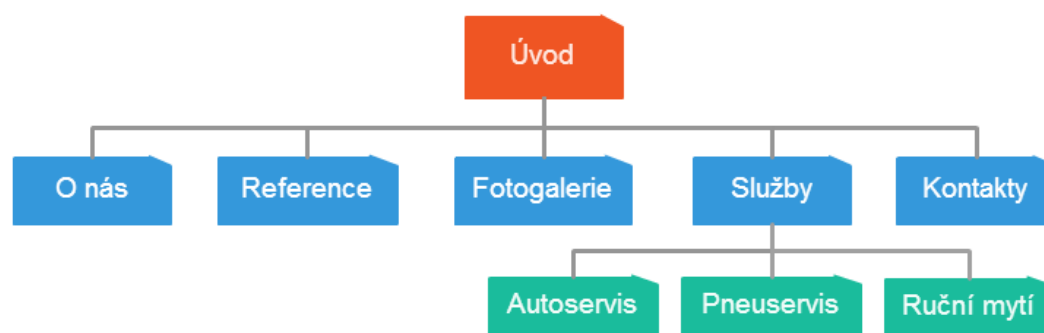 Úvod
O nás
Reference
Fotogalerie
Služby
Kontakty
Autoservis
Pneuservis
Ruční mytí